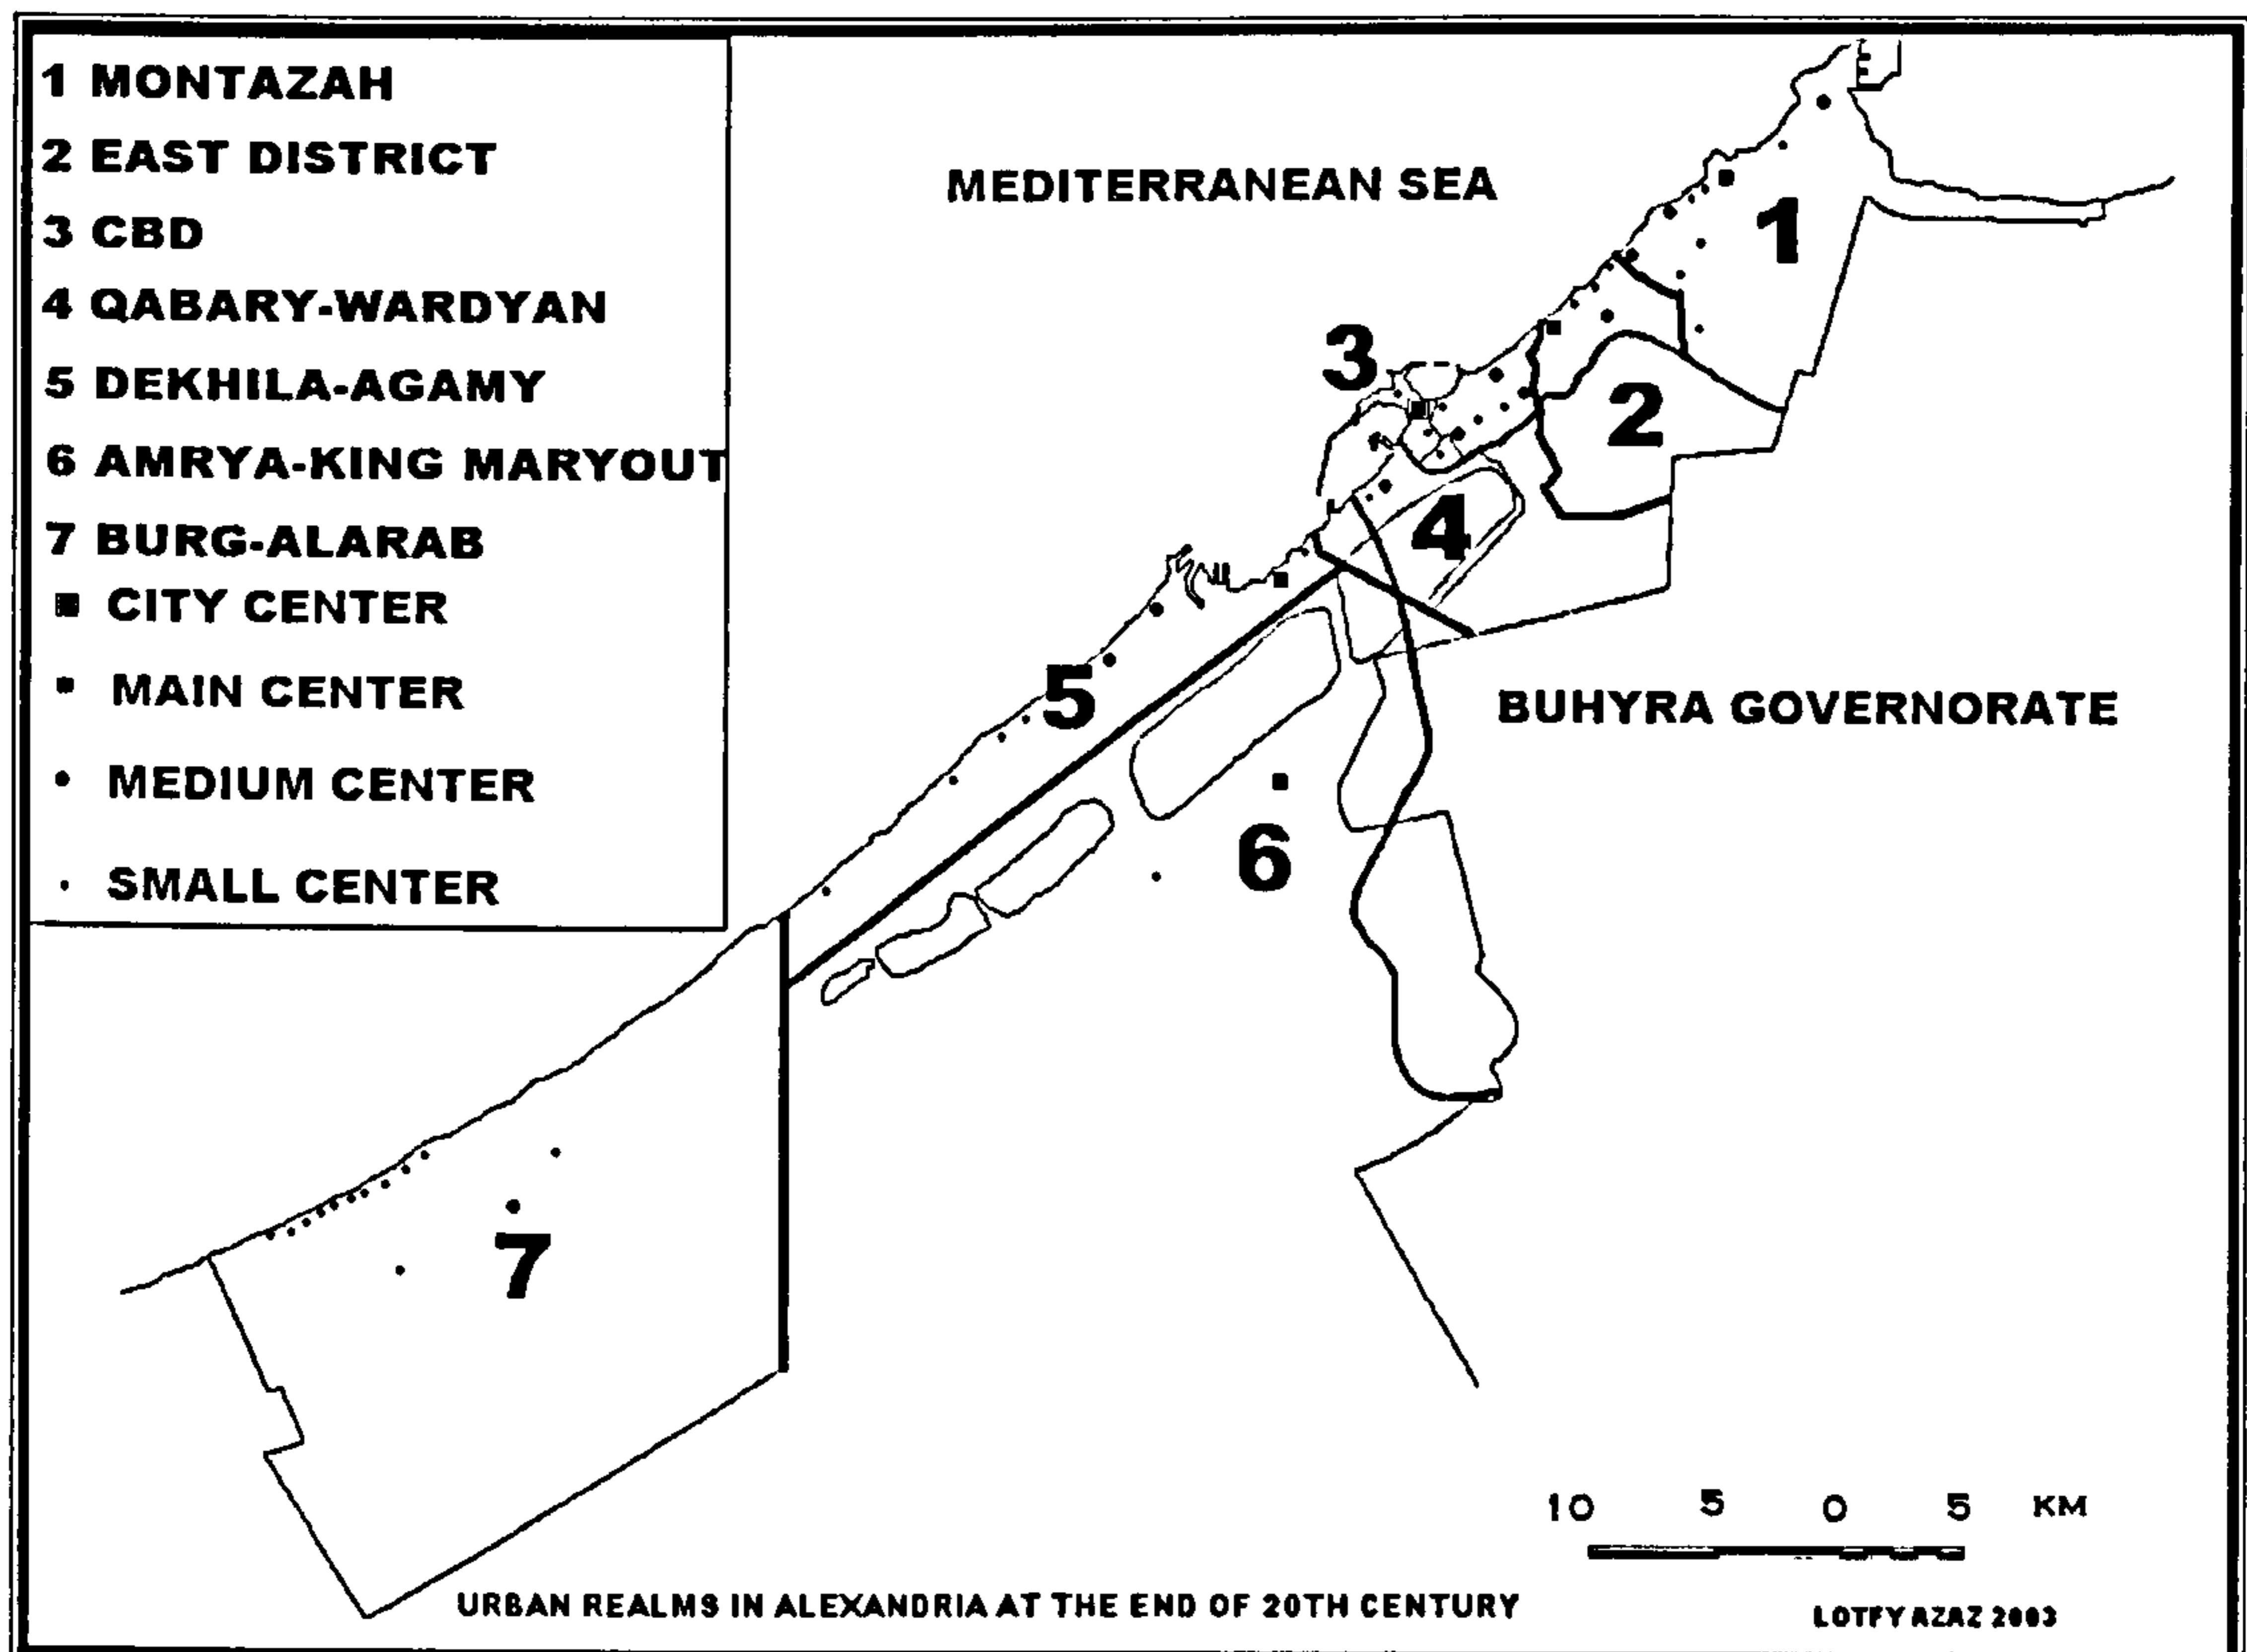 1 MONTAZAH
2 EAST DISTRICT
3 CBD
4 QABARY-WARDYAN
5 DEKHILA-AGAMY
6 AMRYA-KING MARYOUT
7 BURG-ALARAB
CITY CENTER
MAIN CENTER
MEDIUM CENTER
SMALL CENTER
MEDITERRANEAN SEA
1
3
2
4
5
BUHYRA GOVERNORATE
6
7
10 5 0 5 KM
URBAN REALMS IN ALEXANDRIA AT THE END OF 20TH CENTURY
LOTFY AZAZ 2003